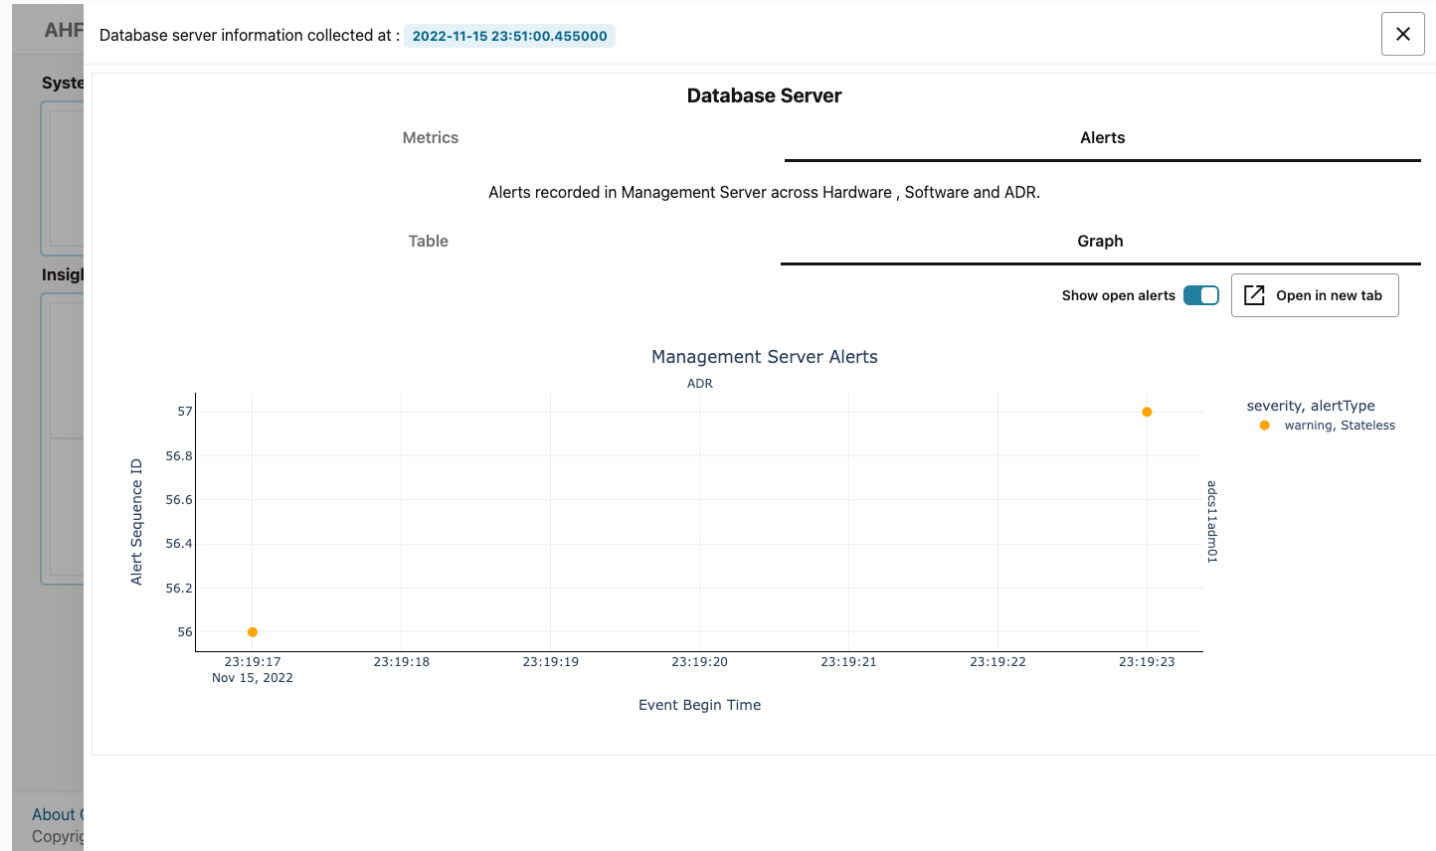 AHF
Database server information collected at : 2022-11-15 23:51:00.455000
Syste
Database Server
Metrics
Alerts
Alerts recorded in Management Server across Hardware , Software and ADR.
Table
Graph
Insigh
Show open alerts
Open in new tab
Management Server Alerts
ADR
57
56.8
56.6
56.4
56.2
56
Alert Sequence ID
adcs11adm01
severity, alertType
warning, Stateless
23:19:17
Nov 15, 2022
23:19:18
23:19:19
23:19:20
23:19:21
23:19:22
23:19:23
Event Begin Time
About
Copyrig